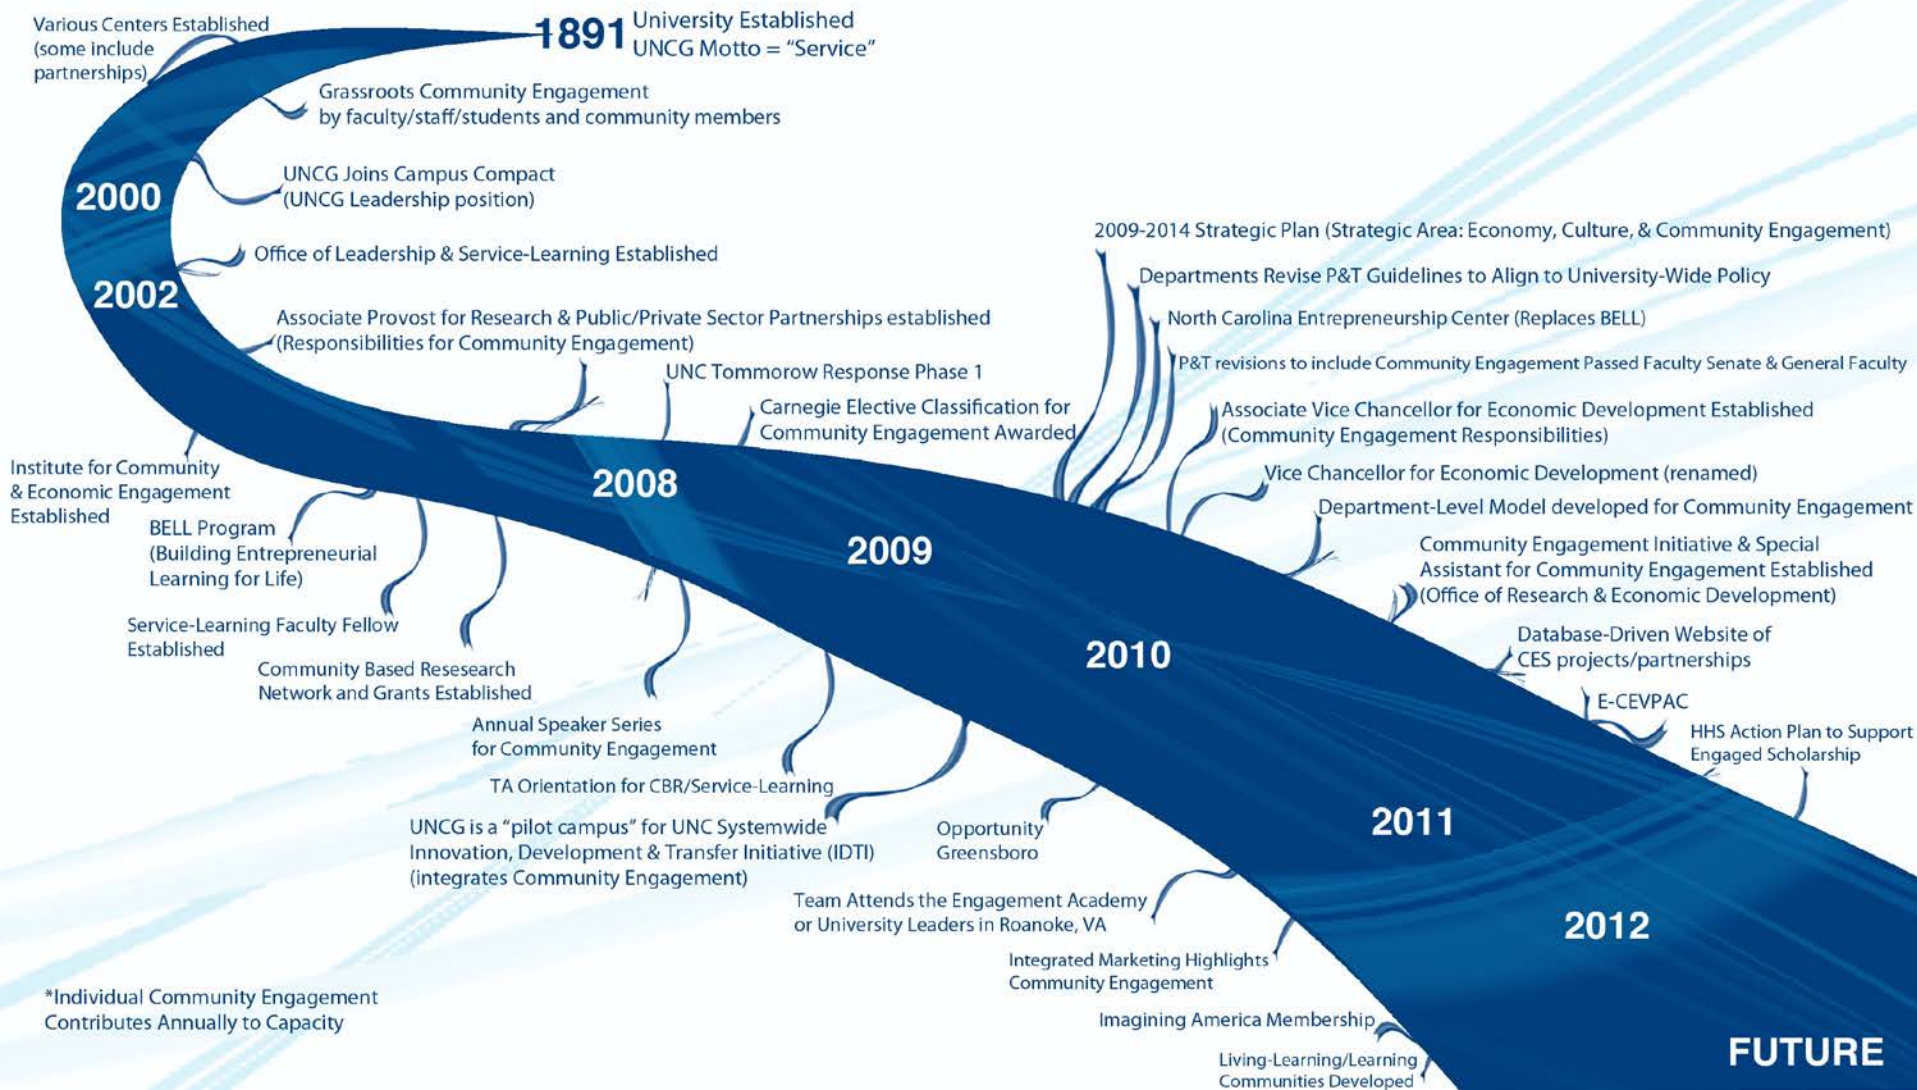 1891
University Established
UNCG Motto = “Service”
Various Centers Established
(some include
partnerships)
Grassroots Community Engagement
by faculty/staff/students and community members
UNCG Joins Campus Compact
(UNCG Leadership position)
2000
Office of Leadership & Service-Learning Established
2002
Associate Provost for Research & Public/Private Sector Partnerships established
(Responsibilities for Community Engagement)
UNC Tommorow Response Phase 1
Carnegie Elective Classification for
Community Engagement Awarded
2009-2014 Strategic Plan (Strategic Area: Economy, Culture, & Community Engagement)
Departments Revise P&T Guidelines to Align to University-Wide Policy
North Carolina Entrepreneurship Center (Replaces BELL)
P&T revisions to include Community Engagement Passed Faculty Senate & General Faculty
Associate Vice Chancellor for Economic Development Established
(Community Engagement Responsibilities)
Vice Chancellor for Economic Development (renamed)
Department-Level Model developed for Community Engagement
Community Engagement Initiative & Special
Assistant for Community Engagement Established
(Office of Research & Economic Development)
Database-Driven Website of
CES projects/partnerships
E-CEVPAC
HHS Action Plan to Support
Engaged Scholarship
Institute for Community
& Economic Engagement
Established
BELL Program
(Building Entrepreneurial
Learning for Life)
Service-Learning Faculty Fellow
Established
Community Based Resesearch
Network and Grants Established
2008
2009
2010
2011
2012
Annual Speaker Series
for Community Engagement
TA Orientation for CBR/Service-Learning
UNCG is a “pilot campus” for UNC Systemwide
Innovation, Development & Transfer Initiative (IDTI)
(integrates Community Engagement)
Opportunity
Greensboro
Team Attends the Engagement Academy
or University Leaders in Roanoke, VA
Integrated Marketing Highlights
Community Engagement
Imagining America Membership
Living-Learning/Learning
Communities Developed
*Individual Community Engagement
Contributes Annually to Capacity
FUTURE